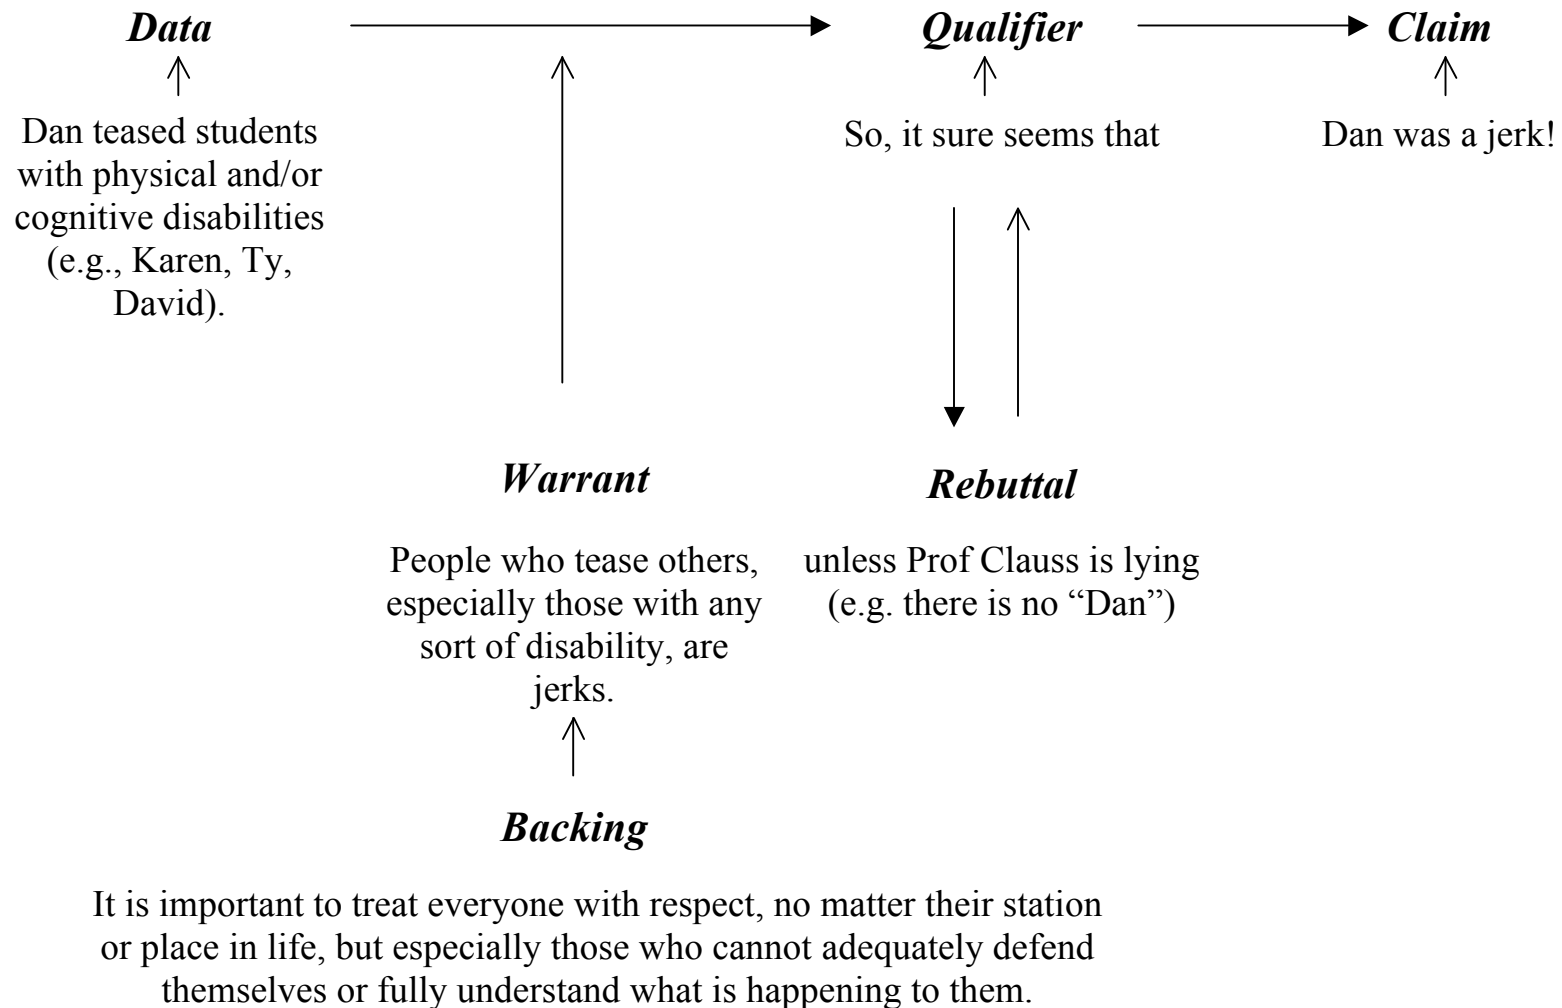 Data
Qualifier
Claim
Dan teased students
with physical and/or
cognitive disabilities
(e.g., Karen, Ty,
David).
So, it sure seems that
Dan was a jerk!
Warrant
People who tease others,
especially those with any
sort of disability, are
jerks.
Rebuttal
unless Prof Clauss is lying
(e.g. there is no “Dan”)
Backing
It is important to treat everyone with respect, no matter their station
or place in life, but especially those who cannot adequately defend
themselves or fully understand what is happening to them.